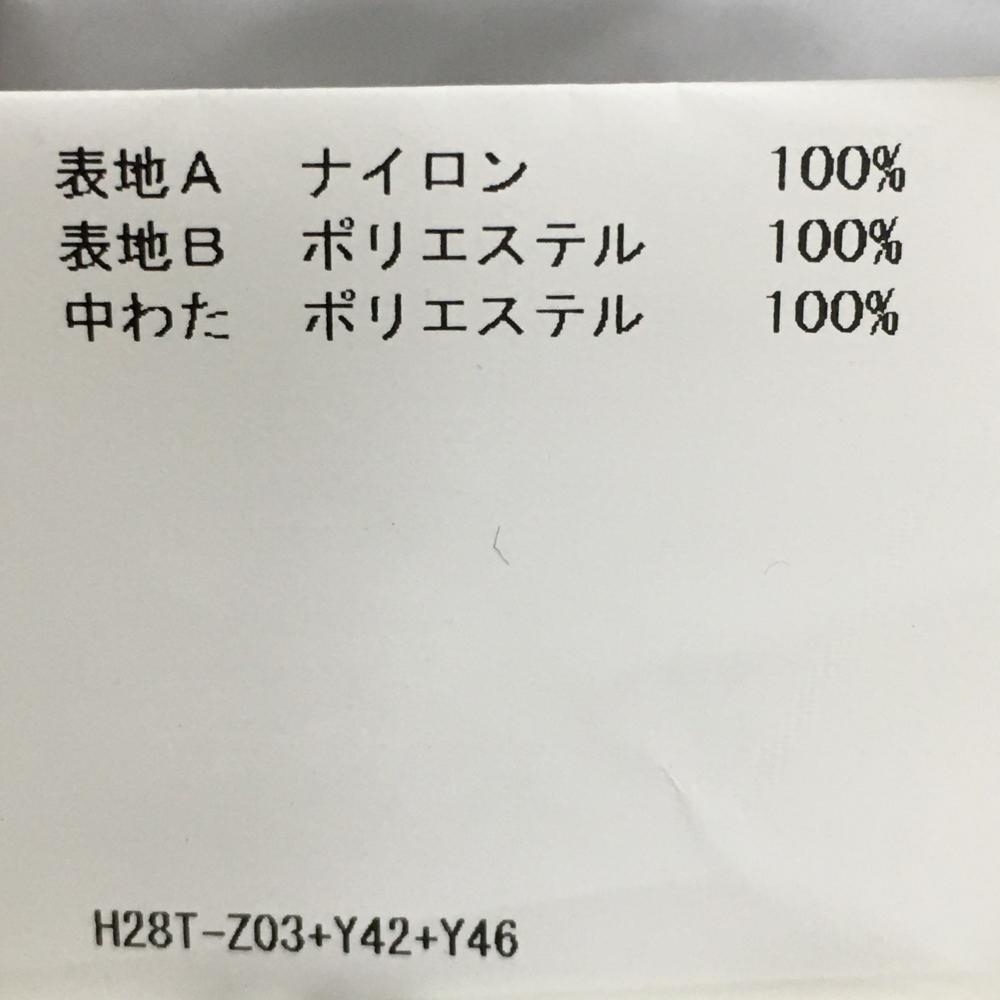 表地A ナイロン 100%
表地B ポリエステル 100%
中わた ポリエステル 100%
H28T-Z03+Y42+Y46